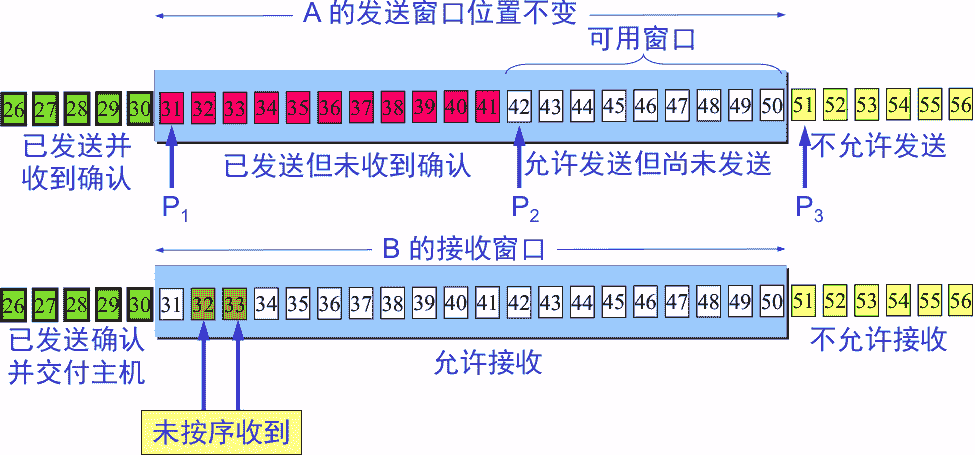 A 的发送窗口位置不变
可用窗口
26 27 28 29 30 31 32 33 34 35 36 37 38 39 40 41 42 43 44 45 46 47 48 49 50 51 52 53 54 55 56
已发送并
收到确认
已发送但未收到确认
允许发送但尚未发送
不允许发送
P1
P2
P3
B 的接收窗口
26 27 28 29 30 31 32 33 34 35 36 37 38 39 40 41 42 43 44 45 46 47 48 49 50 51 52 53 54 55 56
已发送确认
并交付主机
允许接收
不允许接收
未按序收到